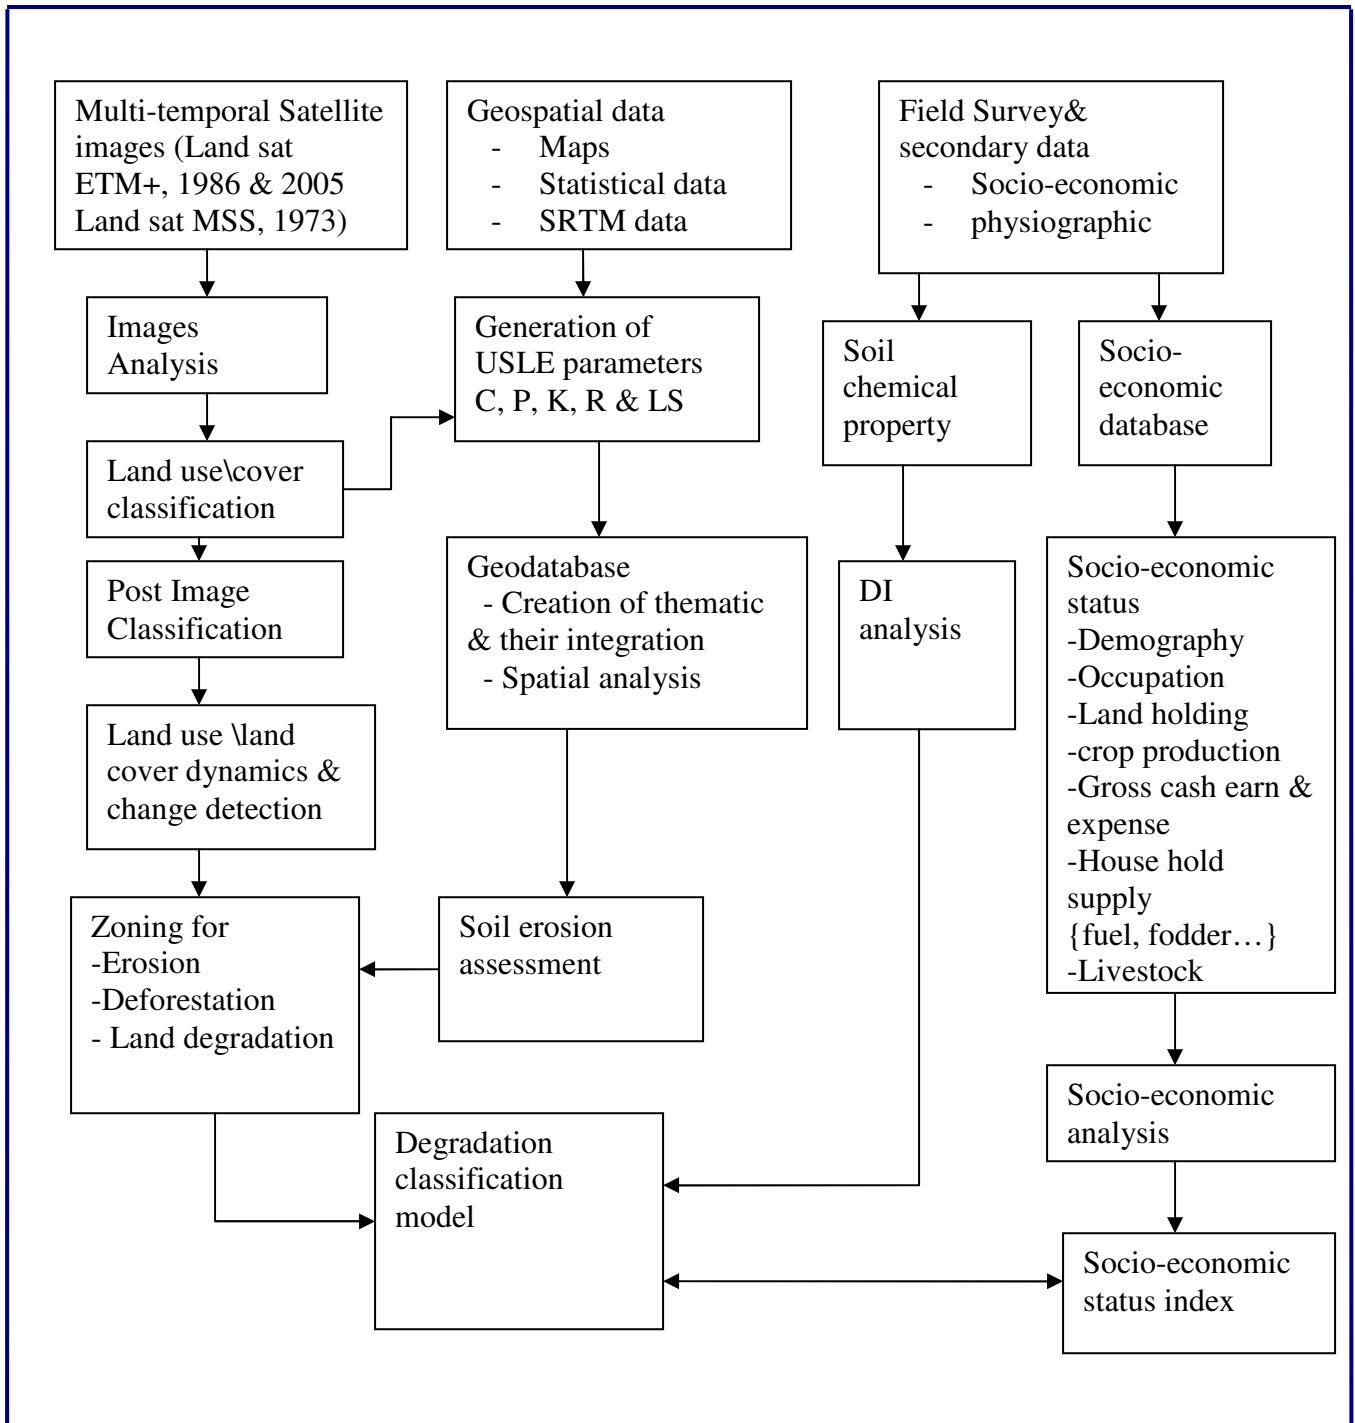 Multi-temporal Satellite
images (Land sat
ETM+, 1986 & 2005
Land sat MSS, 1973)
Geospatial data
- Maps
- Statistical data
- SRTM data
Field Survey&
secondary data
- Socio-economic
- physiographic
Images
Analysis
Generation of
USLE parameters
C, P, K, R & LS
Soil
chemical
property
Socio-
economic
database
Land use\cover
classification
Post Image
Classification
Geodatabase
- Creation of thematic
& their integration
- Spatial analysis
DI
analysis
Socio-economic
status
-Demography
-Occupation
-Land holding
-crop production
-Gross cash earn &
expense
-House hold
supply
{fuel, fodder…}
-Livestock
Land use \land
cover dynamics &
change detection
Zoning for
-Erosion
-Deforestation
- Land degradation
Soil erosion
assessment
Socio-economic
analysis
Degradation
classification
model
Socio-economic
status index